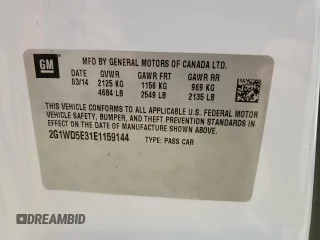 GM
MFD BY GENERAL MOTORS OF CANADA LTD.
DATE GVWR GAWR FRT GAWR RR
03/14 2125 KG 1156 KG 969 KG
4684 LB 2549 LB 2135 LB
THIS VEHICLE CONFORMS TO ALL APPLICABLE U.S. FEDERAL MOTOR
VEHICLE SAFETY, BUMPER, AND THEFT PREVENTION STANDARDS IN
EFFECT ON THE DATE OF MANUFACTURE SHOWN ABOVE.
2G1WD5E31E1159144
TYPE: PASS CAR
DREAMBID